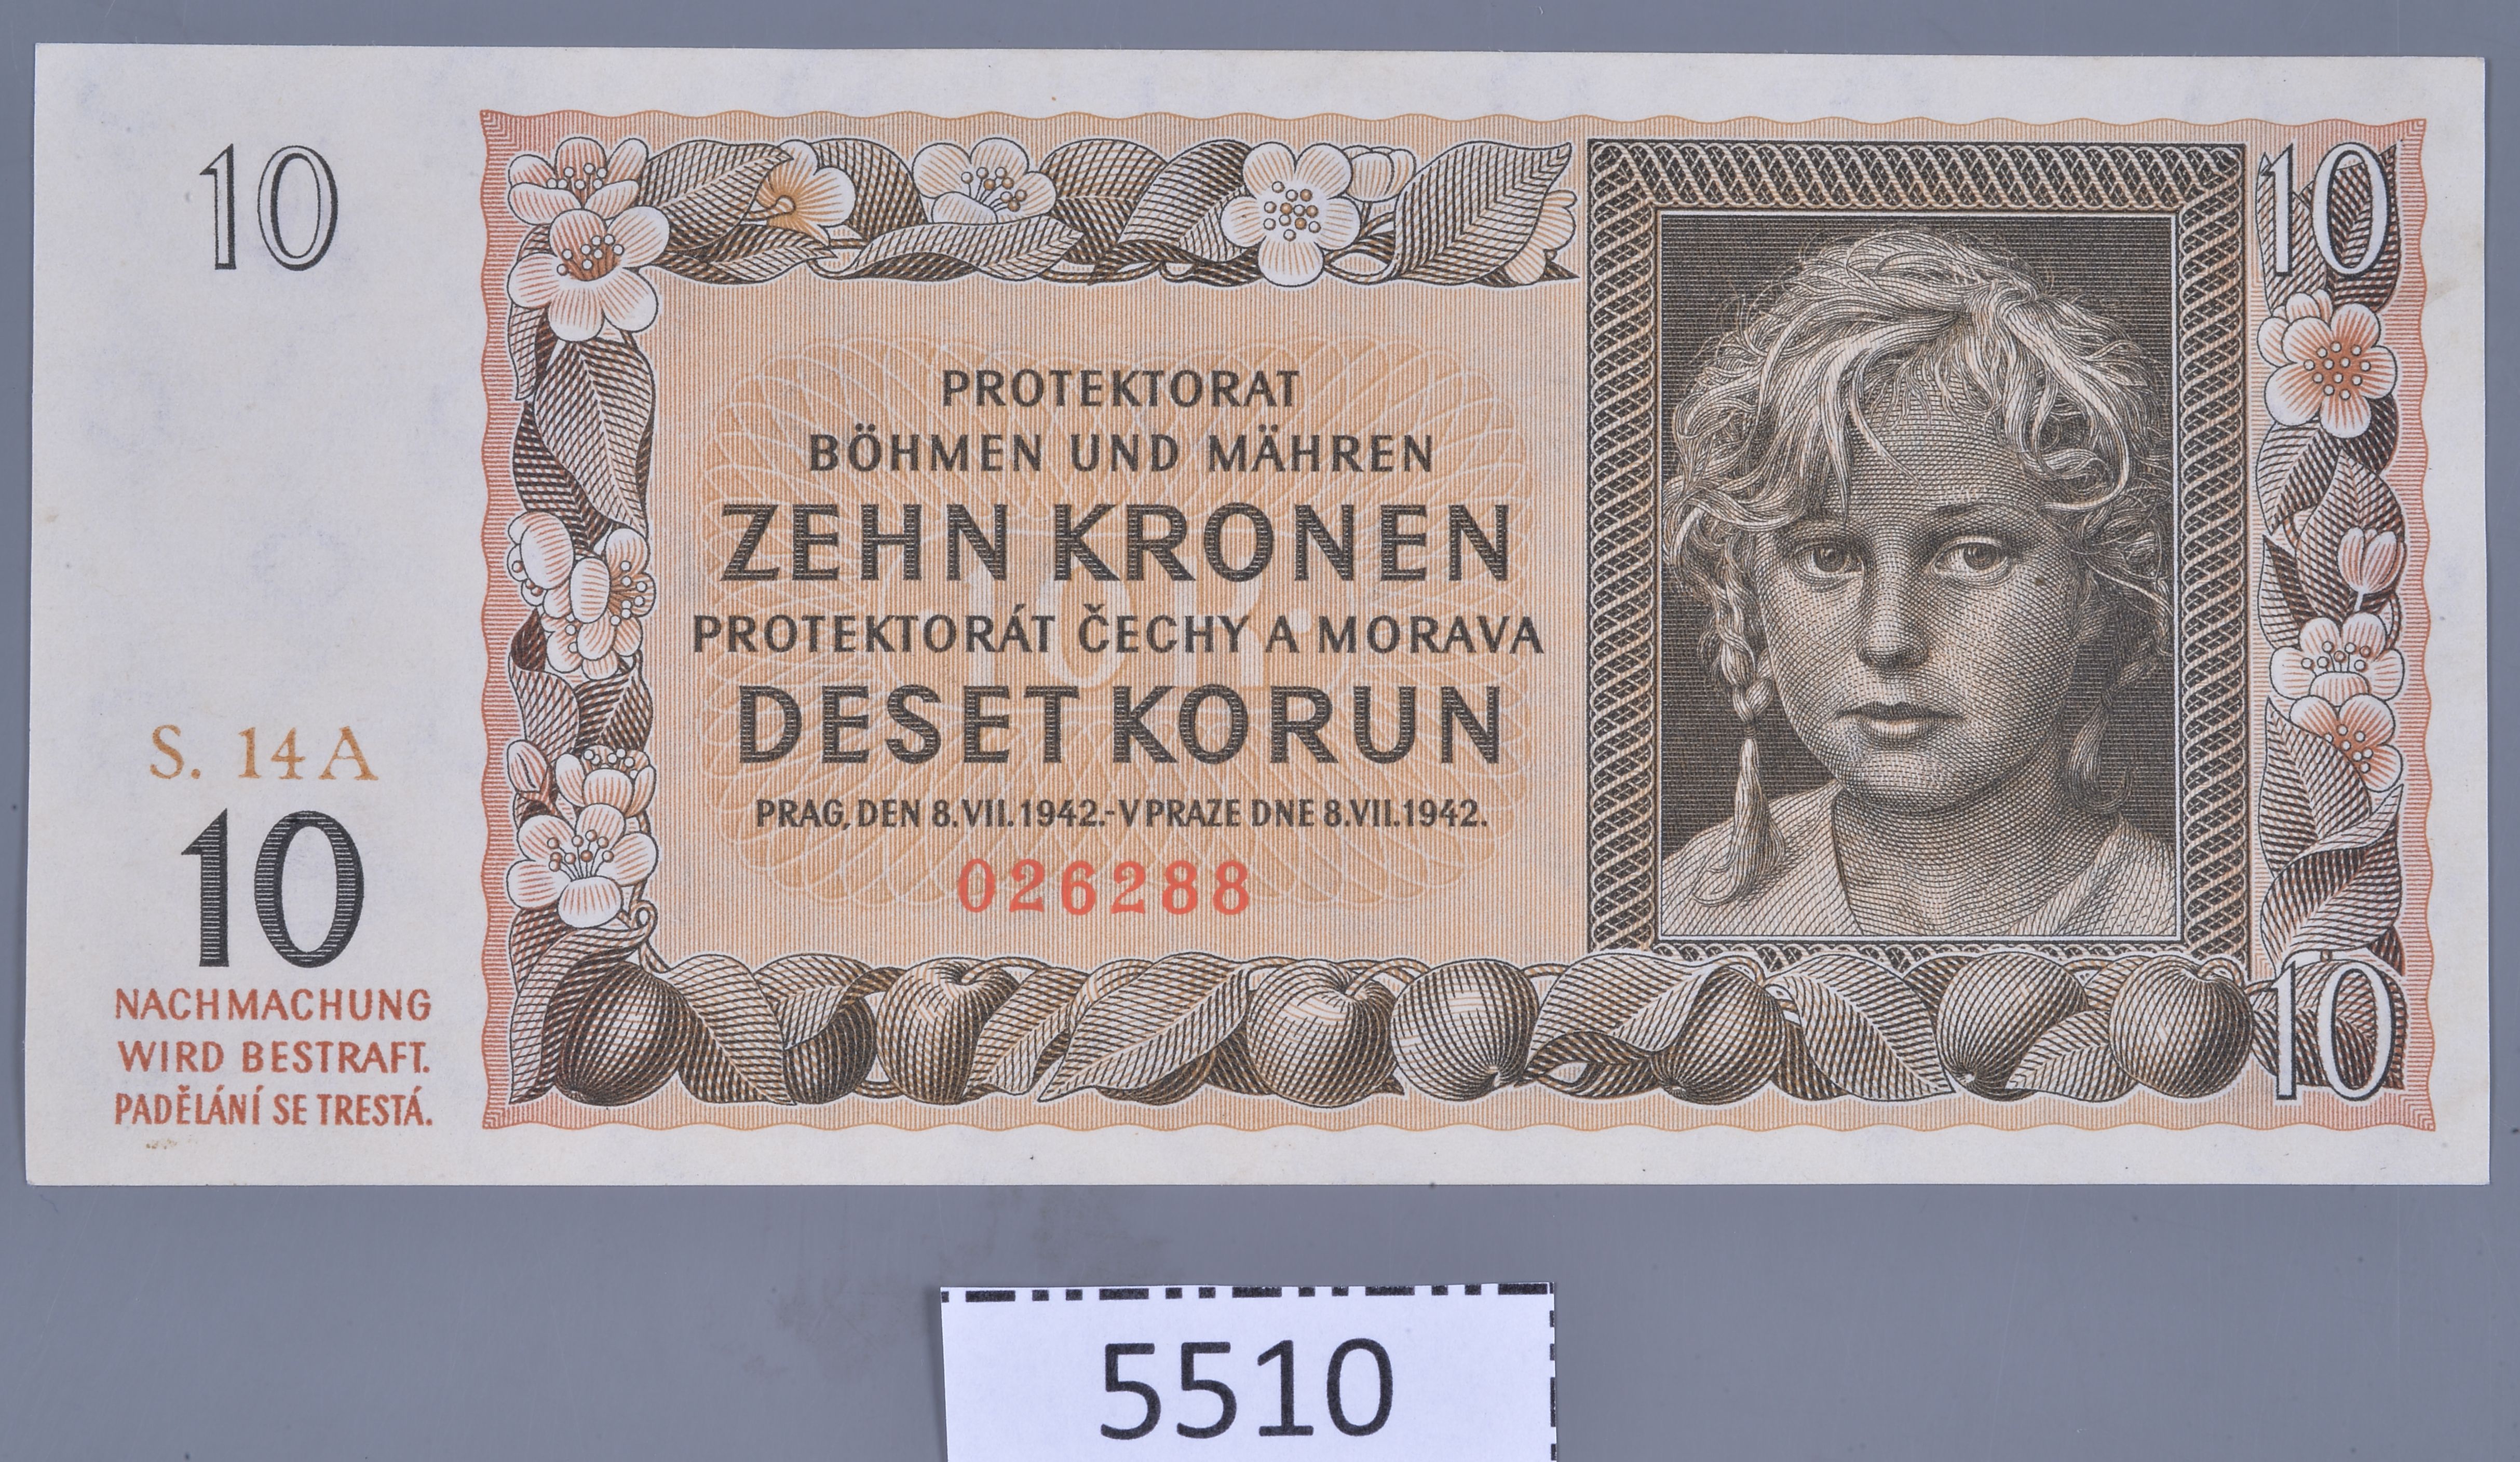 10
10
PROTEKTORAT
BÖHMEN UND MÄHREN
ZEHN KRONEN
PROTEKTORÁT ČECHY A MORAVA
DESET KORUN
PRAG, DEN 8.VII.1942.-V PRAZE DNE 8.VII.1942.
026288
S. 14A
10
NACHMACHUNG
WIRD BESTRAFT.
PADĚLÁNÍ SE TRESTÁ.
10
5510